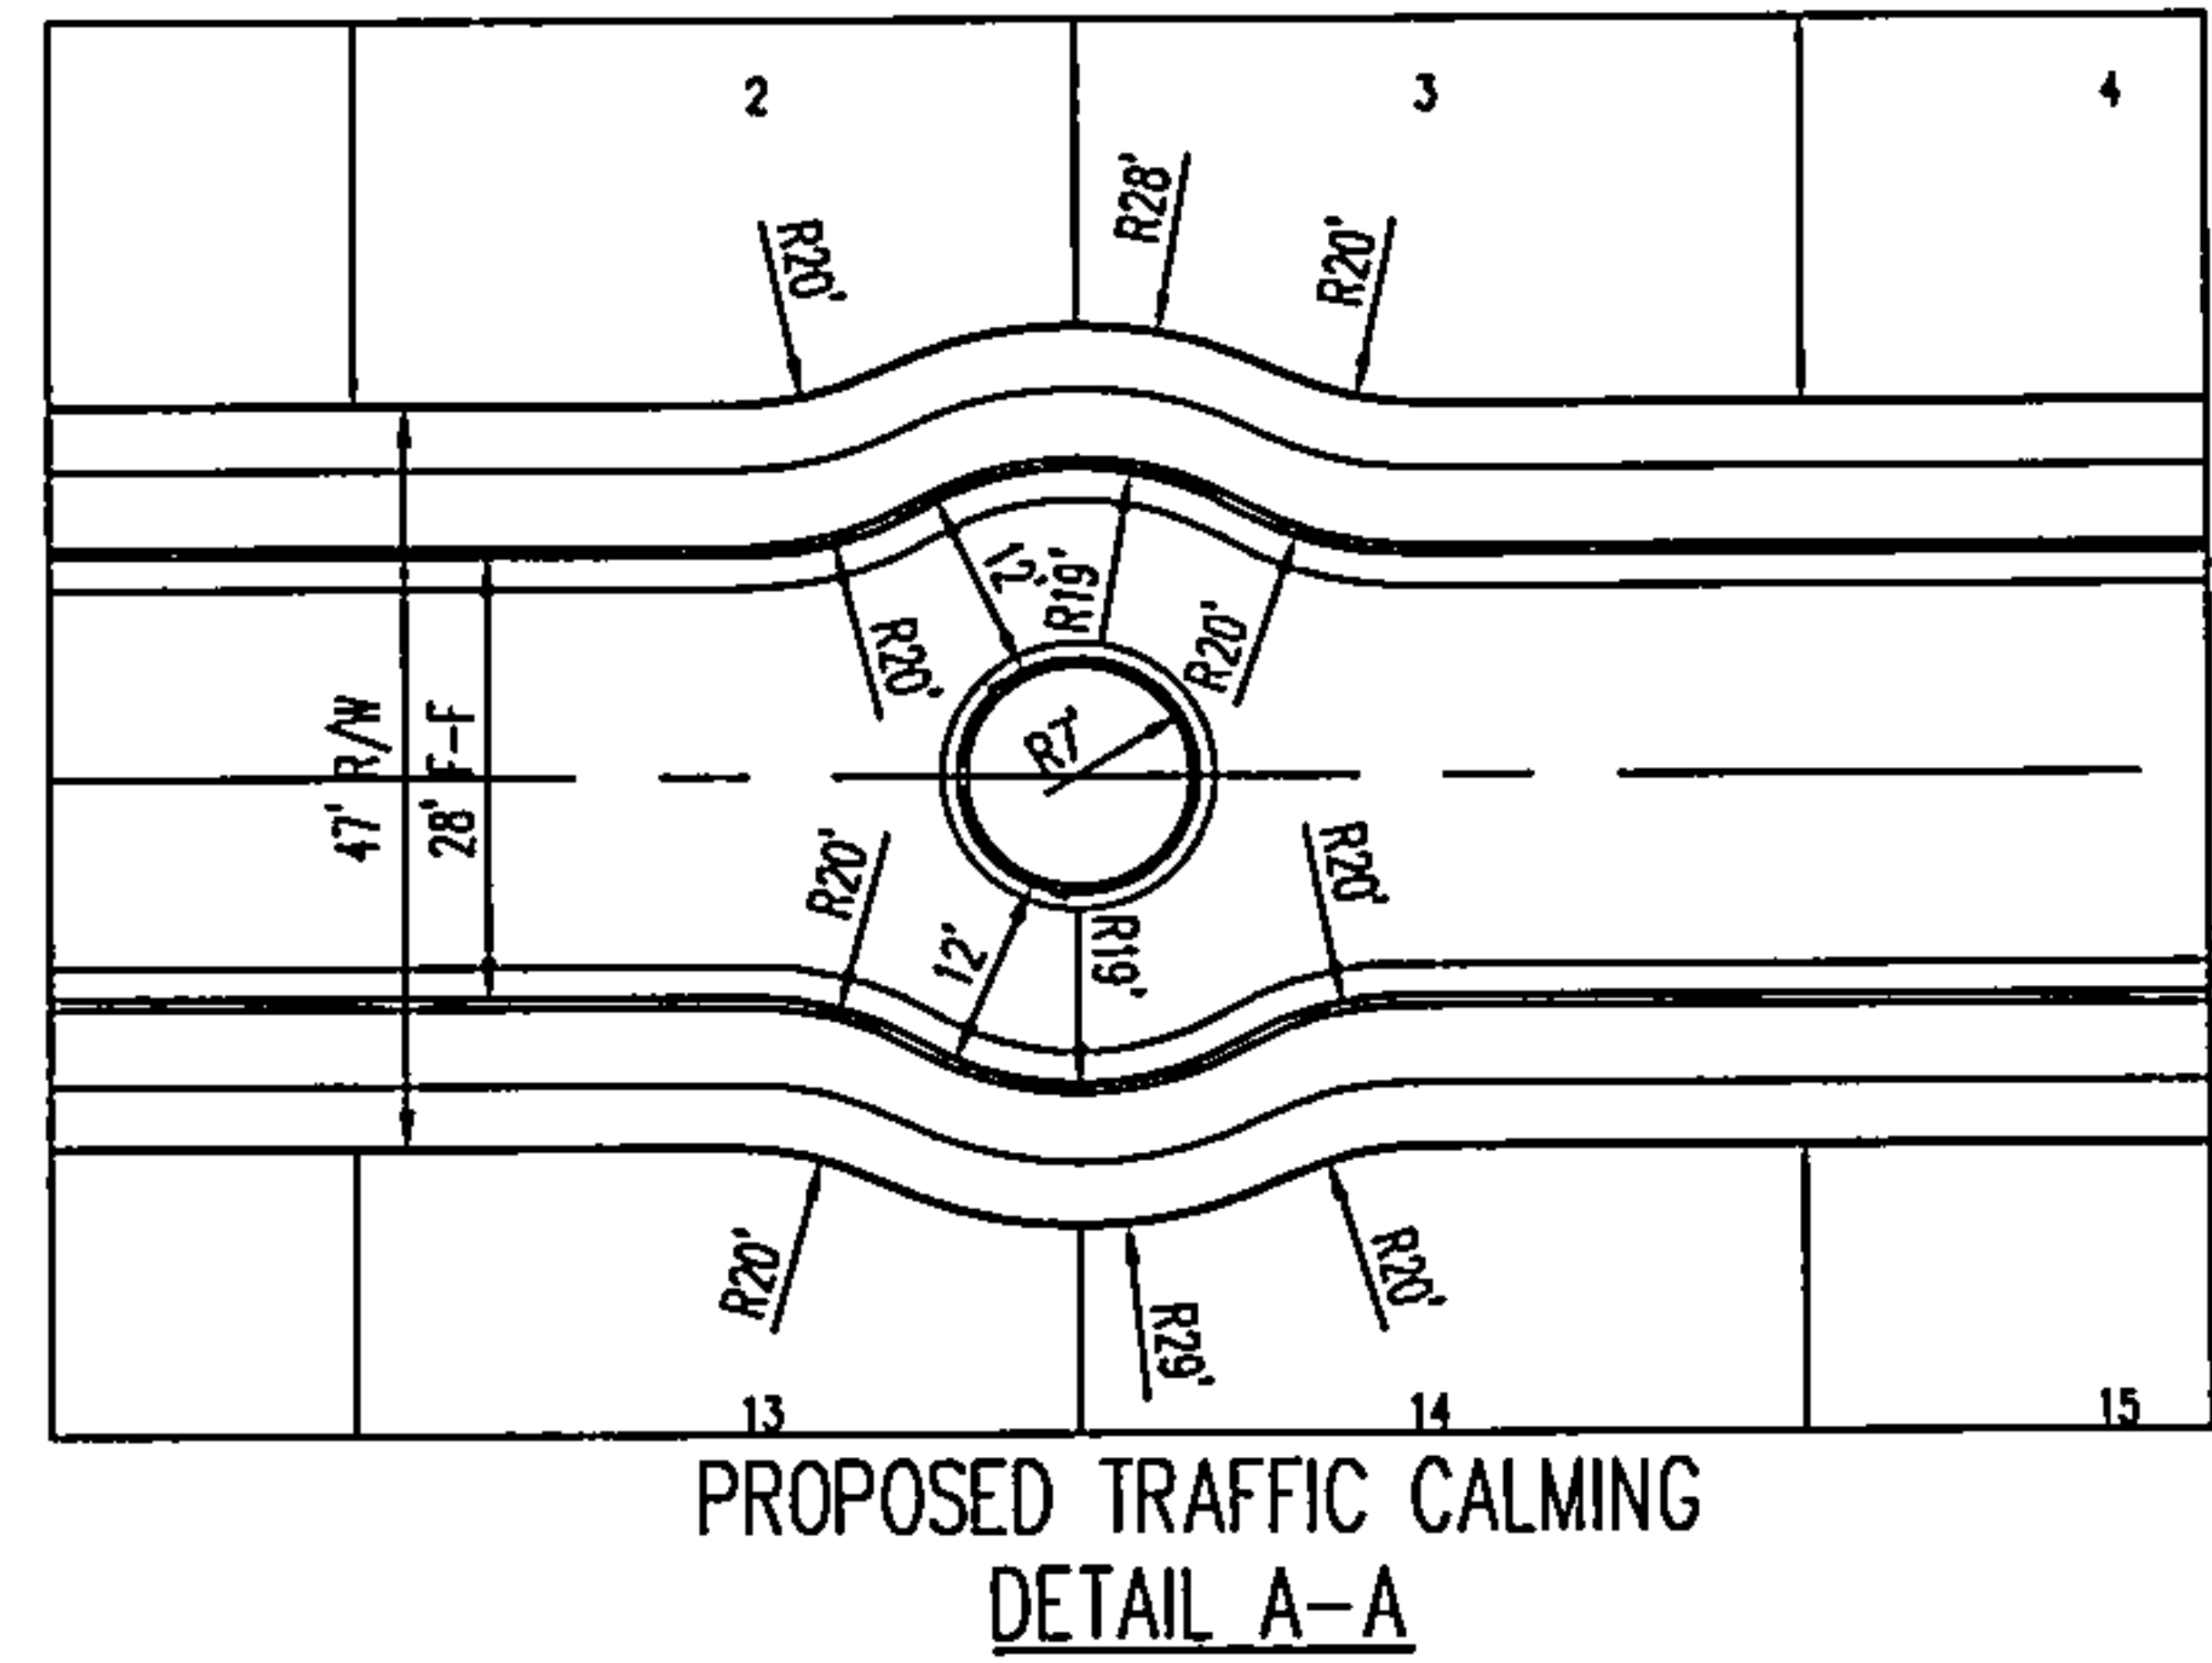 2
3
4
R20'
R28'
R20'
12'
R19'
R20'
R20'
R7'
47' R/W
28' F-F
R20'
R20'
12'
R19'
R20'
R20'
R29'
13
14
15
PROPOSED TRAFFIC CALMING
DETAIL A-A